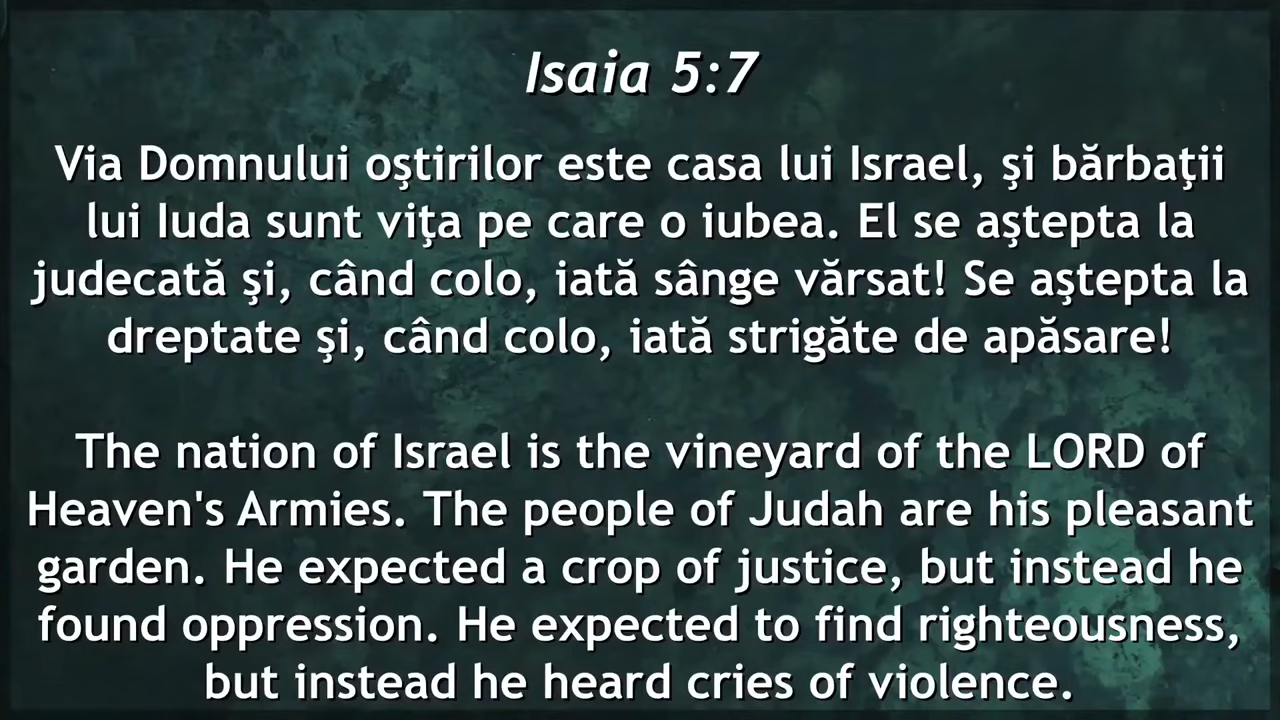 Isaia 5:7
Via Domnului oştirilor este casa lui Israel, şi bărbaţii
lui Iuda sunt viţa pe care o iubea. El se aştepta la
judecată şi, când colo, iată sânge vărsat! Se aştepta la
dreptate şi, când colo, iată strigăte de apăsare!
The nation of Israel is the vineyard of the LORD of
Heaven's Armies. The people of Judah are his pleasant
garden. He expected a crop of justice, but instead he
found oppression. He expected to find righteousness,
but instead he heard cries of violence.